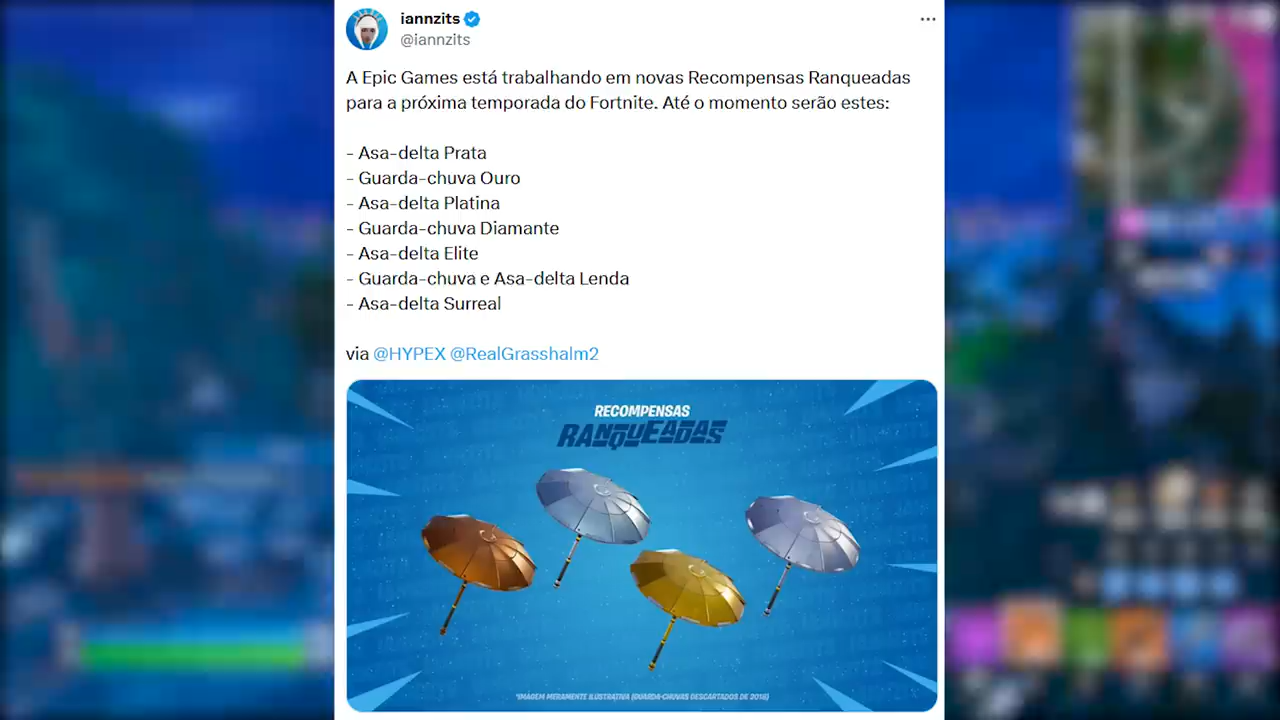 iannzits
@iannzits
A Epic Games está trabalhando em novas Recompensas Ranqueadas
para a próxima temporada do Fortnite. Até o momento serão estes:
- Asa-delta Prata
- Guarda-chuva Ouro
- Asa-delta Platina
- Guarda-chuva Diamante
- Asa-delta Elite
- Guarda-chuva e Asa-delta Lenda
- Asa-delta Surreal
via @HYPEX @RealGrasshalm2
RECOMPENSAS
RANQUEADAS
*IMAGEM MERAMENTE ILUSTRATIVA (GUARDA-CHUVAS DESCARTADOS DE 2018)